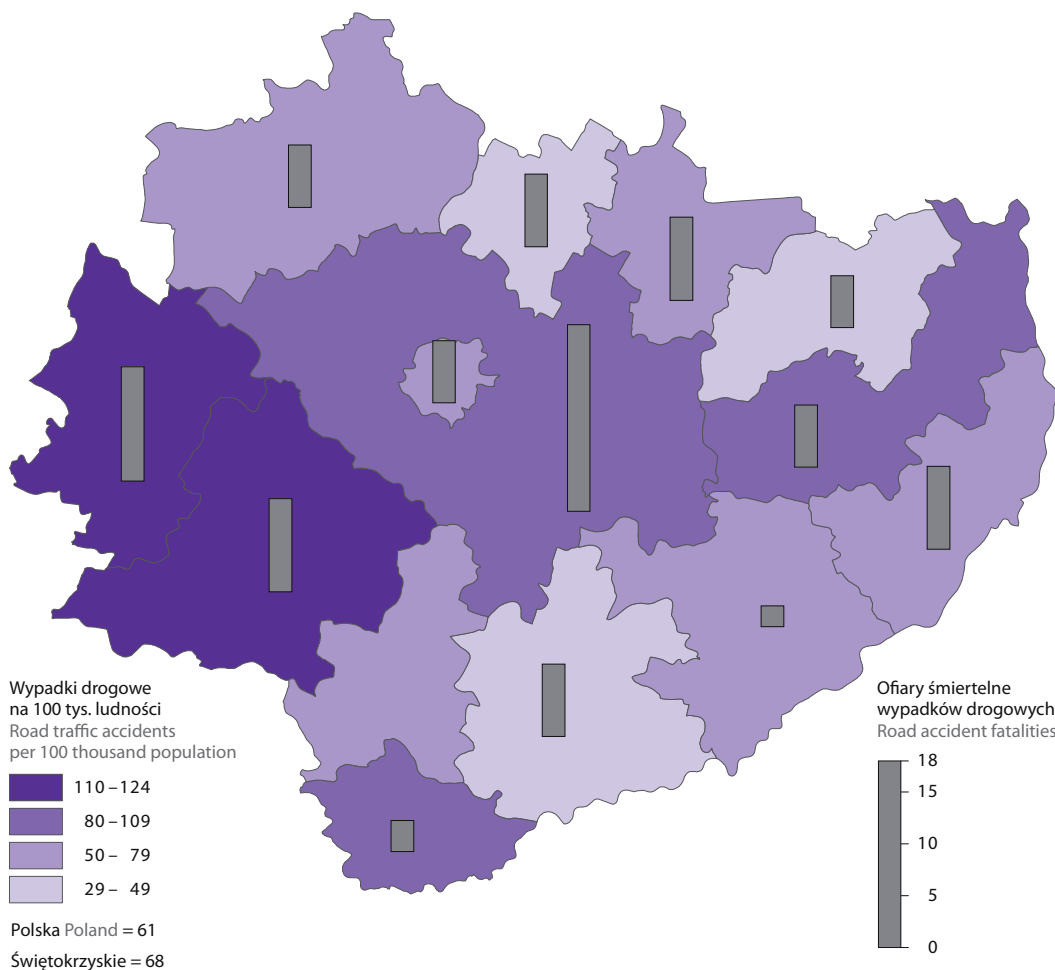 Wypadki drogowe
na 100 tys. ludności
Road traffic accidents
per 100 thousand population
110 – 124
80 – 109
50 – 79
29 – 49
Polska Poland = 61
Świętokrzyskie = 68
Ofiary śmiertelne
wypadków drogowych
Road accident fatalities
18
15
10
5
0